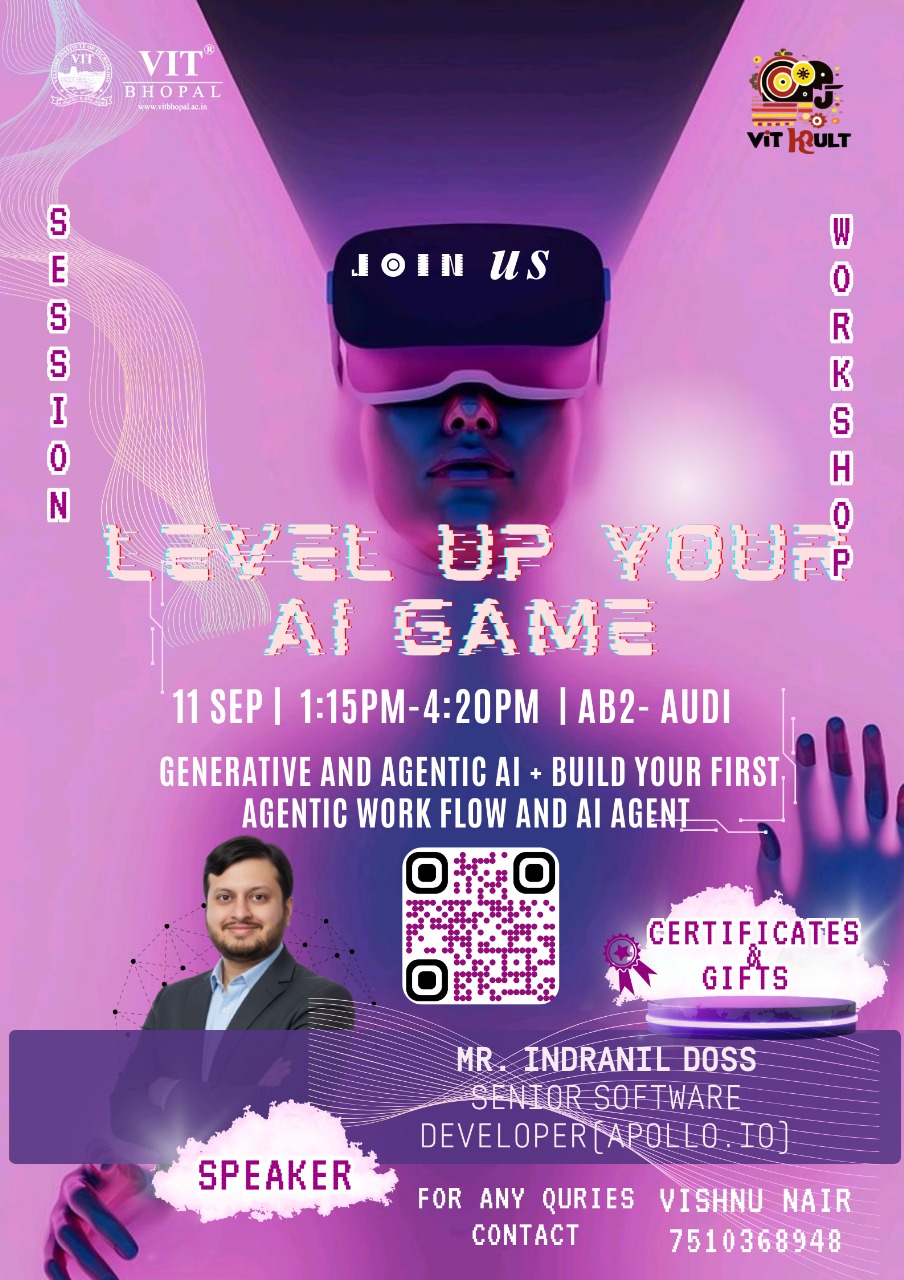 VIT®
BHOPAL
www.vitbhopal.ac.in
VIT
ViT KRULT
SESSION
WORKSHOP
JOIN us
LEVEL UP YOUR
AI GAME
11 SEP | 1:15PM-4:20PM | AB2- AUDI
GENERATIVE AND AGENTIC AI + BUILD YOUR FIRST
AGENTIC WORK FLOW AND AI AGENT
CERTIFICATES
&
GIFTS
MR. INDRANIL DOSS
SENIOR SOFTWARE
DEVELOPER[APOLLO.IO]
SPEAKER
FOR ANY QURIES
CONTACT
VISHNU NAIR
7510368948